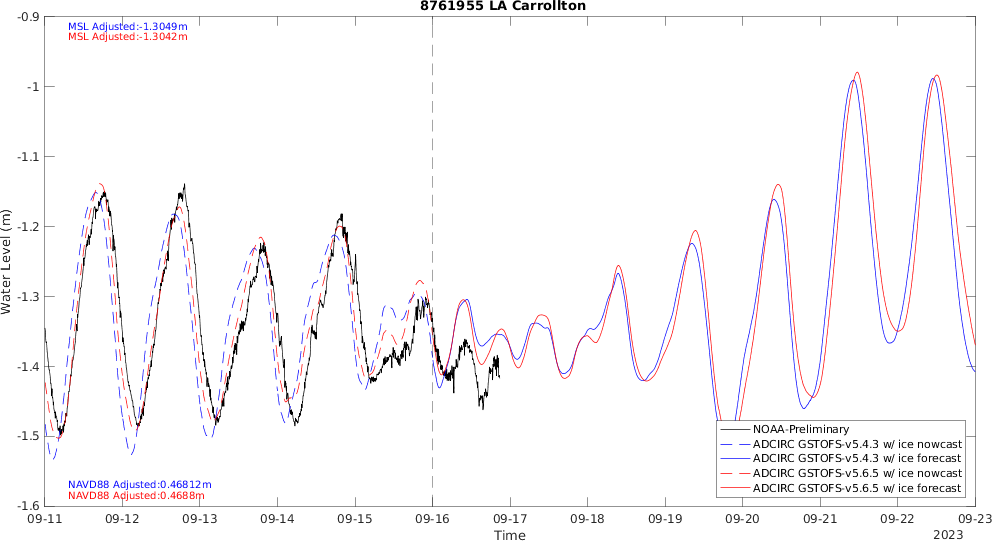 8761955 LA Carrollton
MSL Adjusted:-1.3049m
MSL Adjusted:-1.3042m
-0.9
-1
-1.1
-1.2
-1.3
-1.4
-1.5
-1.6
Water Level (m)
NAVD88 Adjusted:0.46812m
NAVD88 Adjusted:0.4688m
NOAA-Preliminary
ADCIRC GSTOFS-v5.4.3 w/ ice nowcast
ADCIRC GSTOFS-v5.4.3 w/ ice forecast
ADCIRC GSTOFS-v5.6.5 w/ ice nowcast
ADCIRC GSTOFS-v5.6.5 w/ ice forecast
09-11 09-12 09-13 09-14 09-15 09-16 09-17 09-18 09-19 09-20 09-21 09-22 09-23
Time
2023